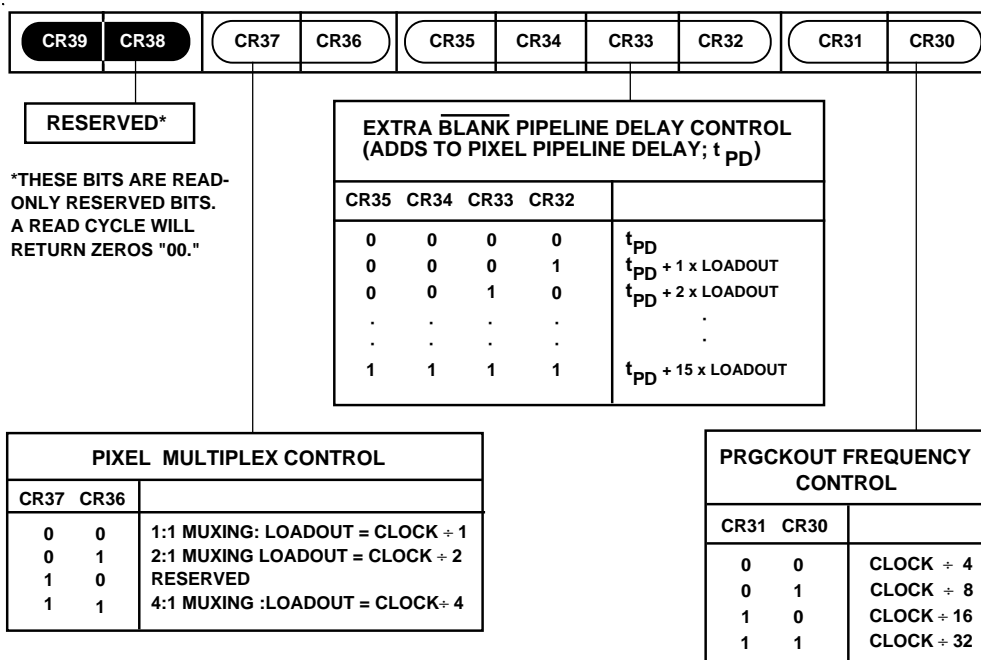 CR39 CR38 CR37 CR36 CR35 CR34 CR33 CR32 CR31 CR30
RESERVED*
*THESE BITS ARE READ-
ONLY RESERVED BITS.
A READ CYCLE WILL
RETURN ZEROS "00."
EXTRA BLANK PIPELINE DELAY CONTROL
(ADDS TO PIXEL PIPELINE DELAY; t PD)
CR35 CR34 CR33 CR32
0 0 0 0 tPD
0 0 0 1 tPD + 1 x LOADOUT
0 0 1 0 tPD + 2 x LOADOUT
. . . . .
. . . . .
1 1 1 1 tPD + 15 x LOADOUT
PIXEL MULTIPLEX CONTROL
CR37 CR36
0 0 1:1 MUXING: LOADOUT = CLOCK ÷ 1
0 1 2:1 MUXING LOADOUT = CLOCK ÷ 2
1 0 RESERVED
1 1 4:1 MUXING :LOADOUT = CLOCK÷ 4
PRGCKOUT FREQUENCY
CONTROL
CR31 CR30
0 0 CLOCK ÷ 4
0 1 CLOCK ÷ 8
1 0 CLOCK ÷ 16
1 1 CLOCK ÷ 32